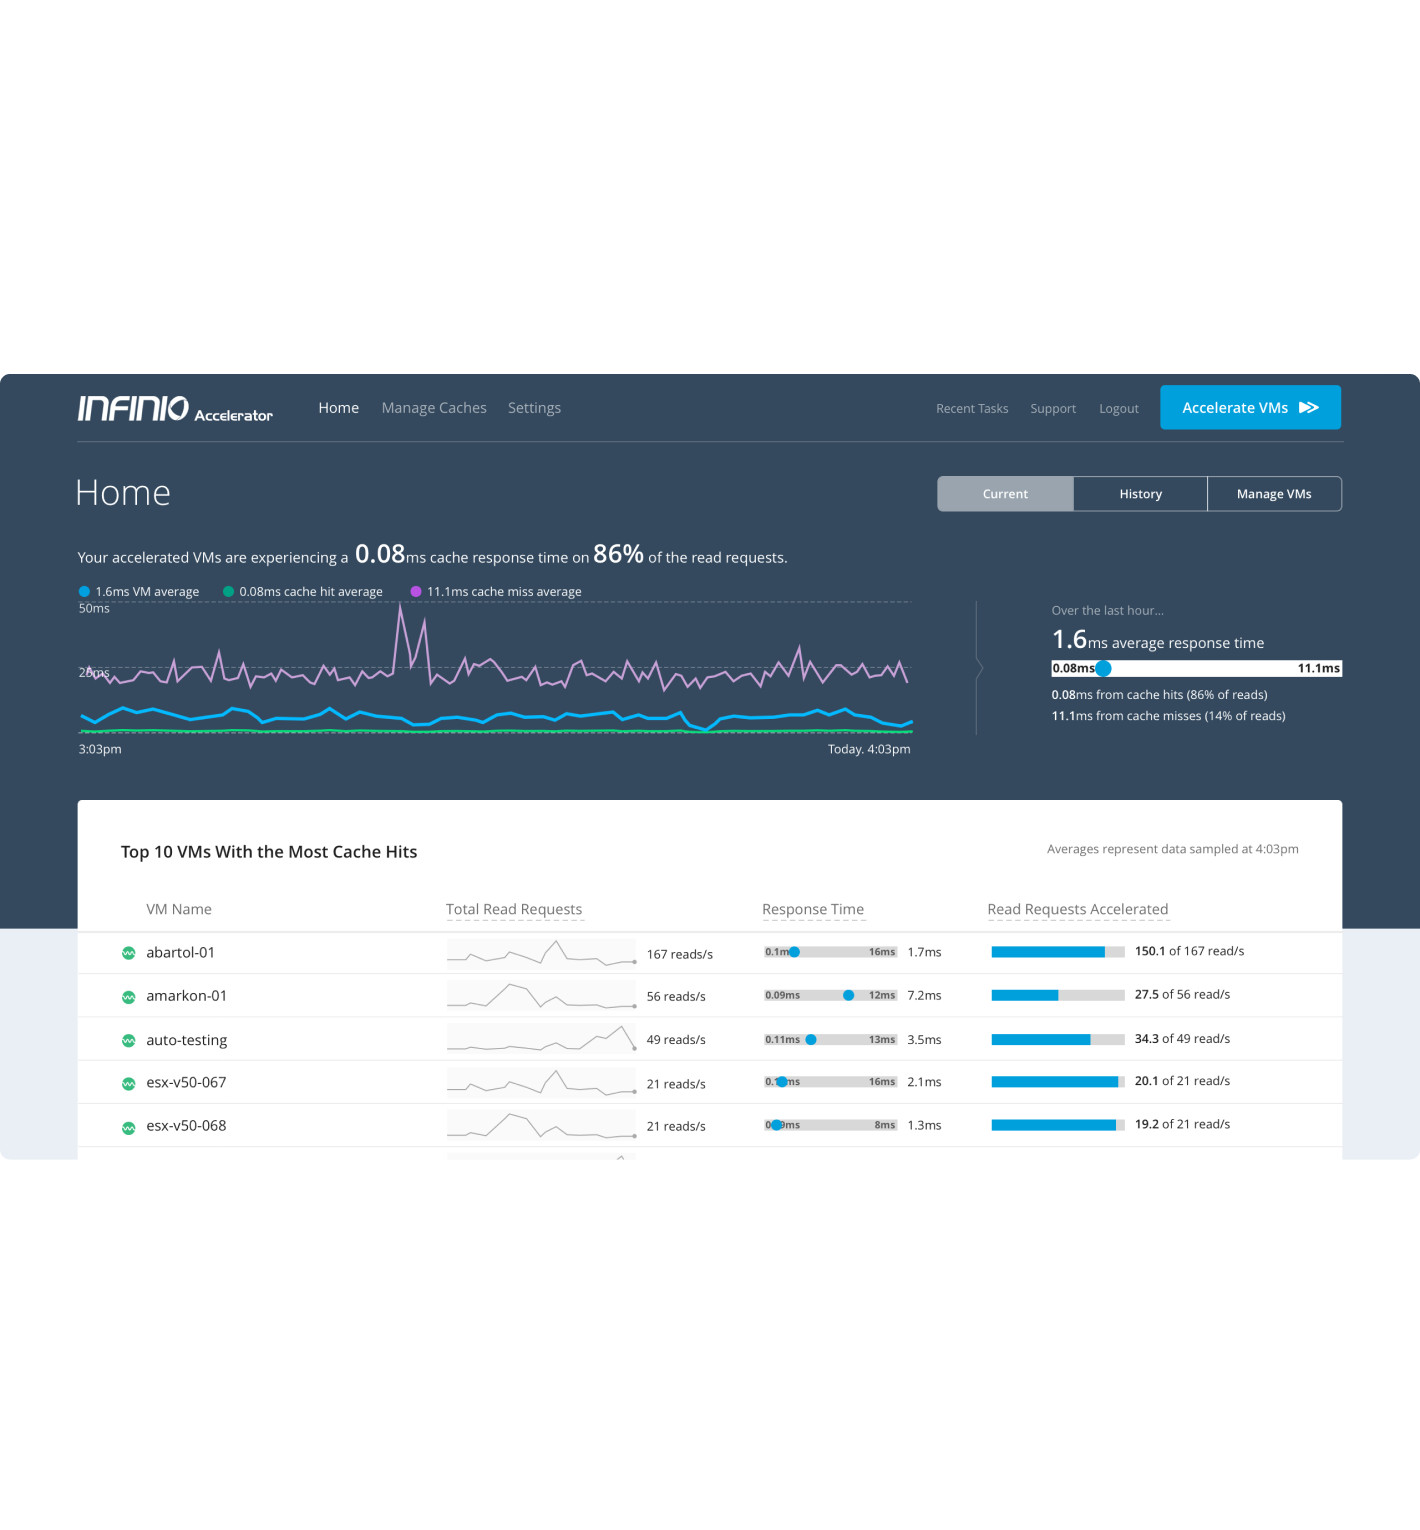 INFINIO Accelerator Home Manage Caches Settings Recent Tasks Support Logout Accelerate VMs
Home Current History Manage VMs
Your accelerated VMs are experiencing a 0.08ms cache response time on 86% of the read requests.
1.6ms VM average 0.08ms cache hit average 11.1ms cache miss average
50ms
25ms
3:03pm Today. 4:03pm
Over the last hour...
1.6ms average response time
0.08ms 11.1ms
0.08ms from cache hits (86% of reads)
11.1ms from cache misses (14% of reads)
Top 10 VMs With the Most Cache Hits Averages represent data sampled at 4:03pm
VM Name Total Read Requests Response Time Read Requests Accelerated
abartol-01 167 reads/s 16ms 1.7ms 150.1 of 167 read/s
amarkon-01 56 reads/s 0.09ms 12ms 7.2ms 27.5 of 56 read/s
auto-testing 49 reads/s 0.11ms 13ms 3.5ms 34.3 of 49 read/s
esx-v50-067 21 reads/s 16ms 2.1ms 20.1 of 21 read/s
esx-v50-068 21 reads/s 8ms 1.3ms 19.2 of 21 read/s